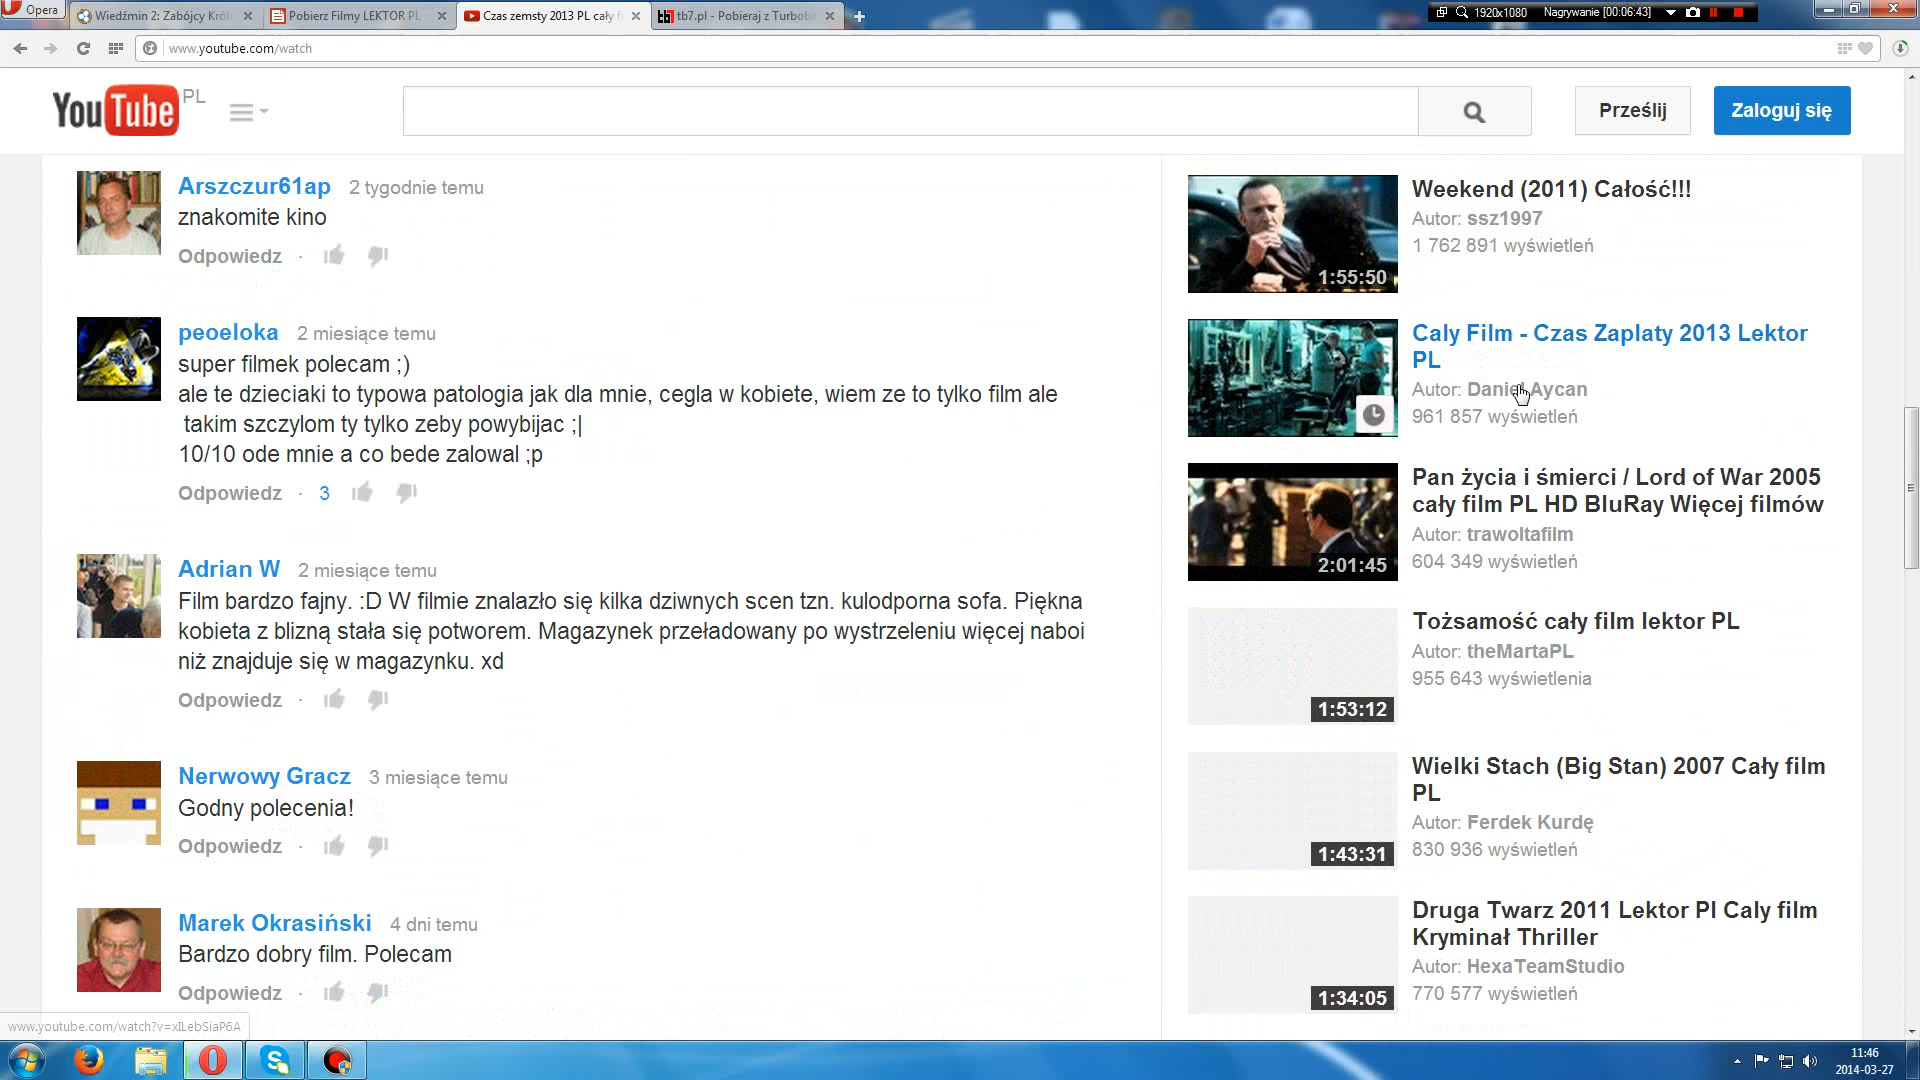 Opera
Wiedźmin 2: Zabójcy Król
Pobierz Filmy LEKTOR PL
Czas zemsty 2013 PL cały f
tb7.pl - Pobieraj z Turbobi
1920x1080
Nagrywanie [00:06:43]
www.youtube.com/watch
YouTube PL
Prześlij
Zaloguj się
Arszczur61ap 2 tygodnie temu
znakomite kino
Odpowiedz ·
peoeloka 2 miesiące temu
super filmek polecam ;)
ale te dzieciaki to typowa patologia jak dla mnie, cegla w kobiete, wiem ze to tylko film ale
takim szczylom ty tylko zeby powybijac ;|
10/10 ode mnie a co bede zalowal ;p
Odpowiedz · 3
Adrian W 2 miesiące temu
Film bardzo fajny. :D W filmie znalazło się kilka dziwnych scen tzn. kulodporna sofa. Piękna
kobieta z blizną stała się potworem. Magazynek przeładowany po wystrzeleniu więcej naboi
niż znajduje się w magazynku. xd
Odpowiedz ·
Nerwowy Gracz 3 miesiące temu
Godny polecenia!
Odpowiedz ·
Marek Okrasiński 4 dni temu
Bardzo dobry film. Polecam
Odpowiedz ·
Weekend (2011) Całość!!!
Autor: ssz1997
1 762 891 wyświetleń
1:55:50
Caly Film - Czas Zaplaty 2013 Lektor
PL
Autor: Daniel Aycan
961 857 wyświetleń
Pan życia i śmierci / Lord of War 2005
cały film PL HD BluRay Więcej filmów
Autor: trawoltafilm
604 349 wyświetleń
2:01:45
Tożsamość cały film lektor PL
Autor: theMartaPL
955 643 wyświetlenia
1:53:12
Wielki Stach (Big Stan) 2007 Cały film
PL
Autor: Ferdek Kurdę
830 936 wyświetleń
1:43:31
Druga Twarz 2011 Lektor Pl Caly film
Kryminał Thriller
Autor: HexaTeamStudio
770 577 wyświetleń
1:34:05
www.youtube.com/watch?v=xILebSiaP6A
11:46
2014-03-27